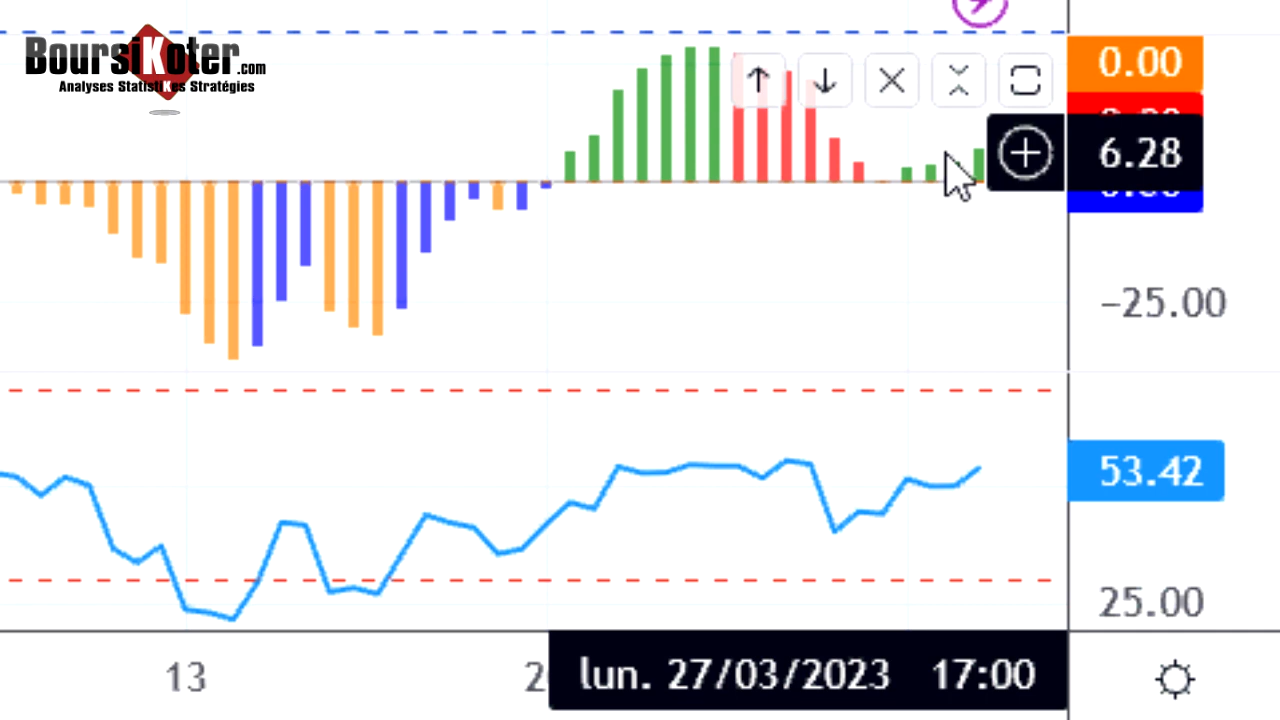 BoursiKoter.com
Analyses StatistiKes Stratégies
0.00
6.28
−25.00
53.42
25.00
13
lun. 27/03/2023 17:00